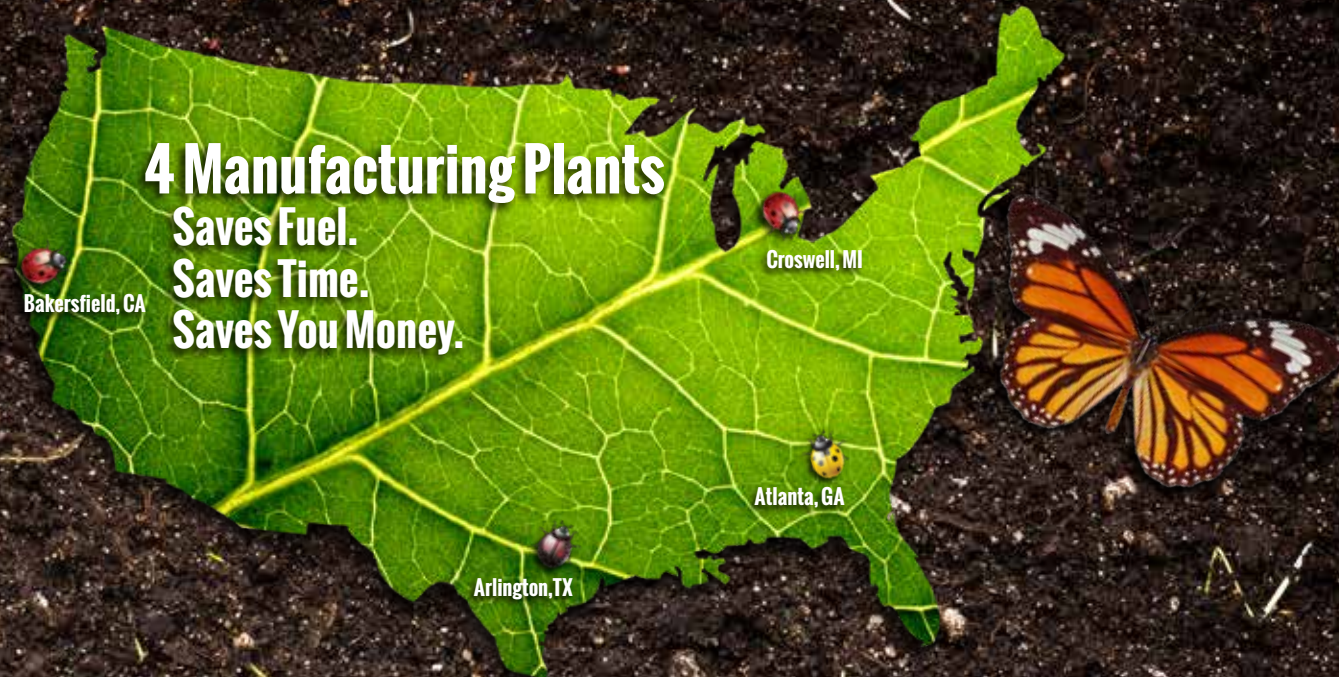 4 Manufacturing Plants
Saves Fuel.
Saves Time.
Saves You Money.
Croswell, MI
Bakersfield, CA
Atlanta, GA
Arlington,TX